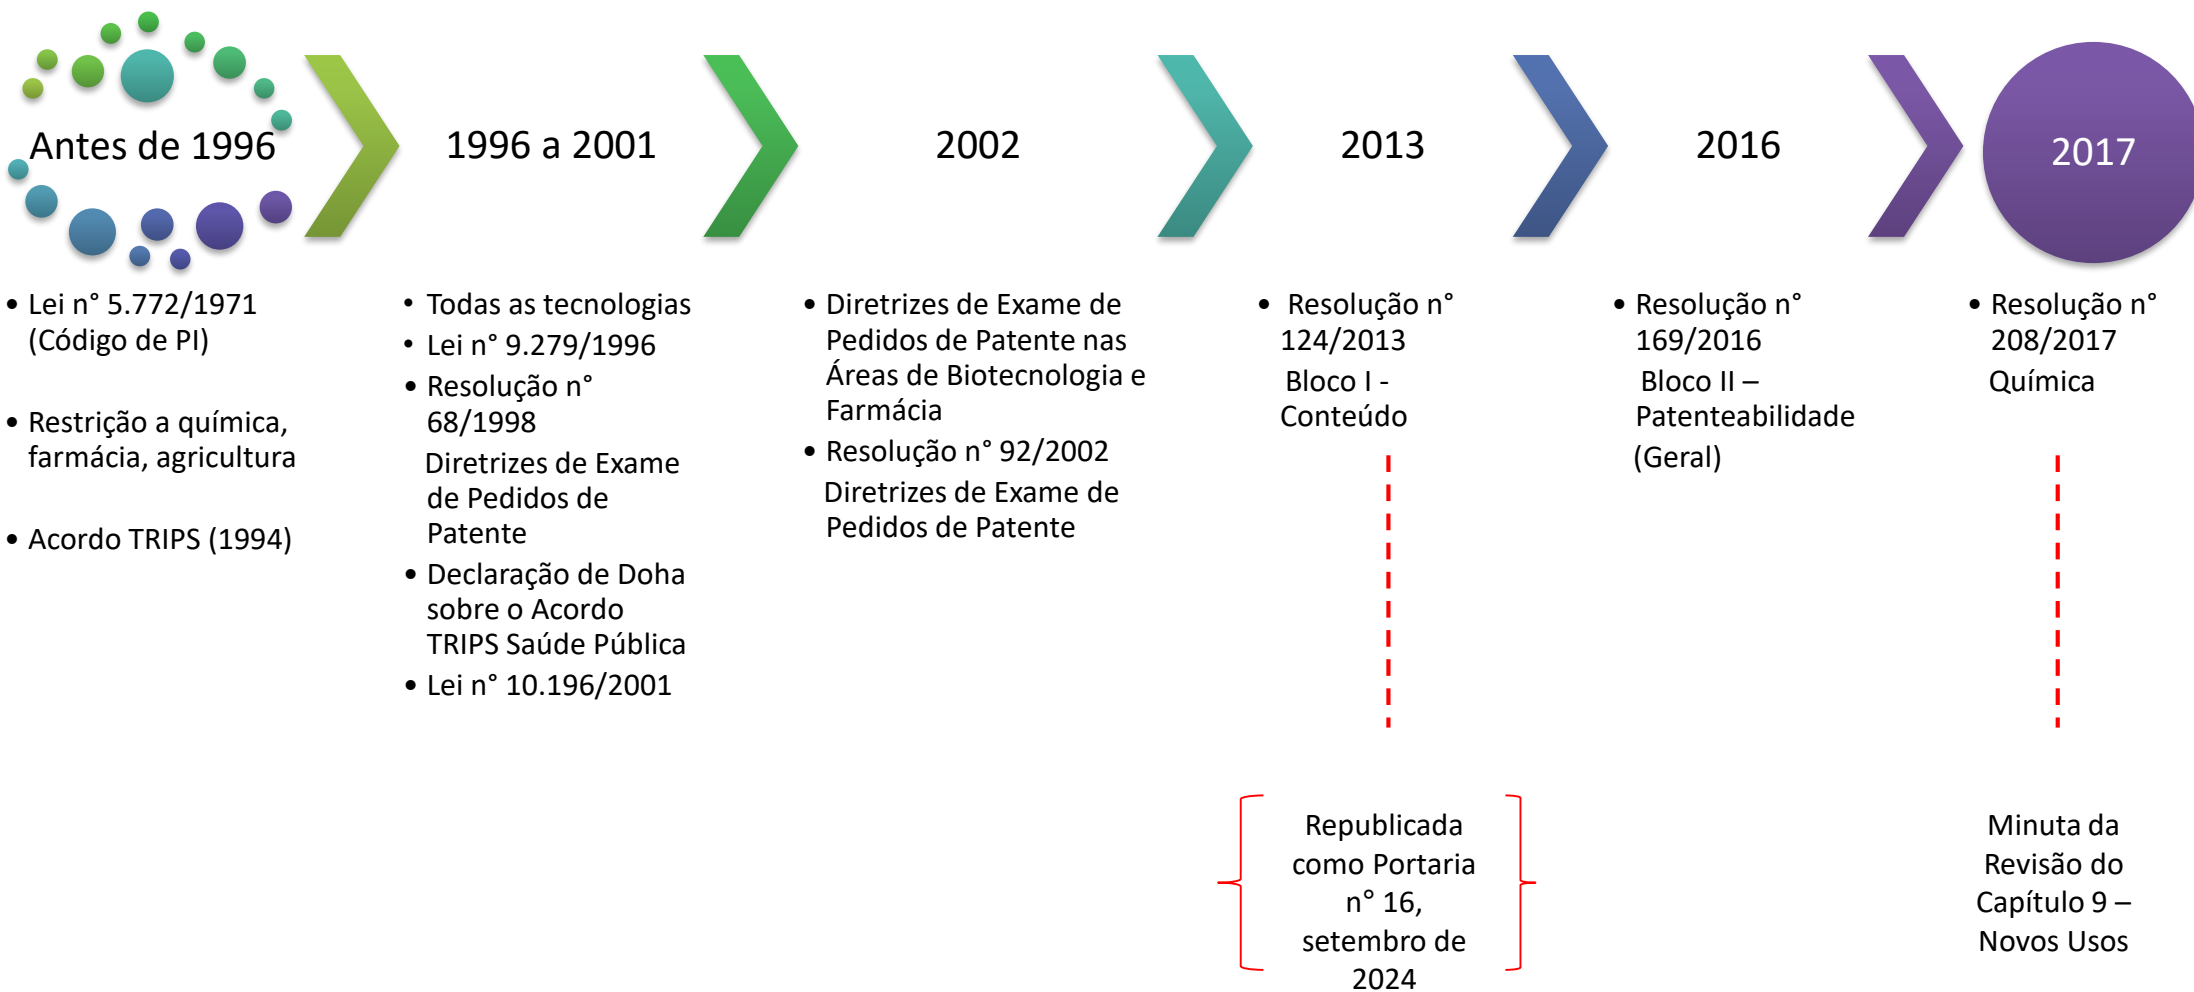 Antes de 1996
• Lei n° 5.772/1971
(Código de PI)
• Restrição a química,
farmácia, agricultura
• Acordo TRIPS (1994)
1996 a 2001
• Todas as tecnologias
• Lei n° 9.279/1996
• Resolução n°
68/1998
Diretrizes de Exame
de Pedidos de
Patente
• Declaração de Doha
sobre o Acordo
TRIPS Saúde Pública
• Lei n° 10.196/2001
2002
• Diretrizes de Exame de
Pedidos de Patente nas
Áreas de Biotecnologia e
Farmácia
• Resolução n° 92/2002
Diretrizes de Exame de
Pedidos de Patente
2013
• Resolução n°
124/2013
Bloco I -
Conteúdo
Republicada
como Portaria
n° 16,
setembro de
2024
2016
• Resolução n°
169/2016
Bloco II –
Patenteabilidade
(Geral)
2017
• Resolução n°
208/2017
Química
Minuta da
Revisão do
Capítulo 9 –
Novos Usos